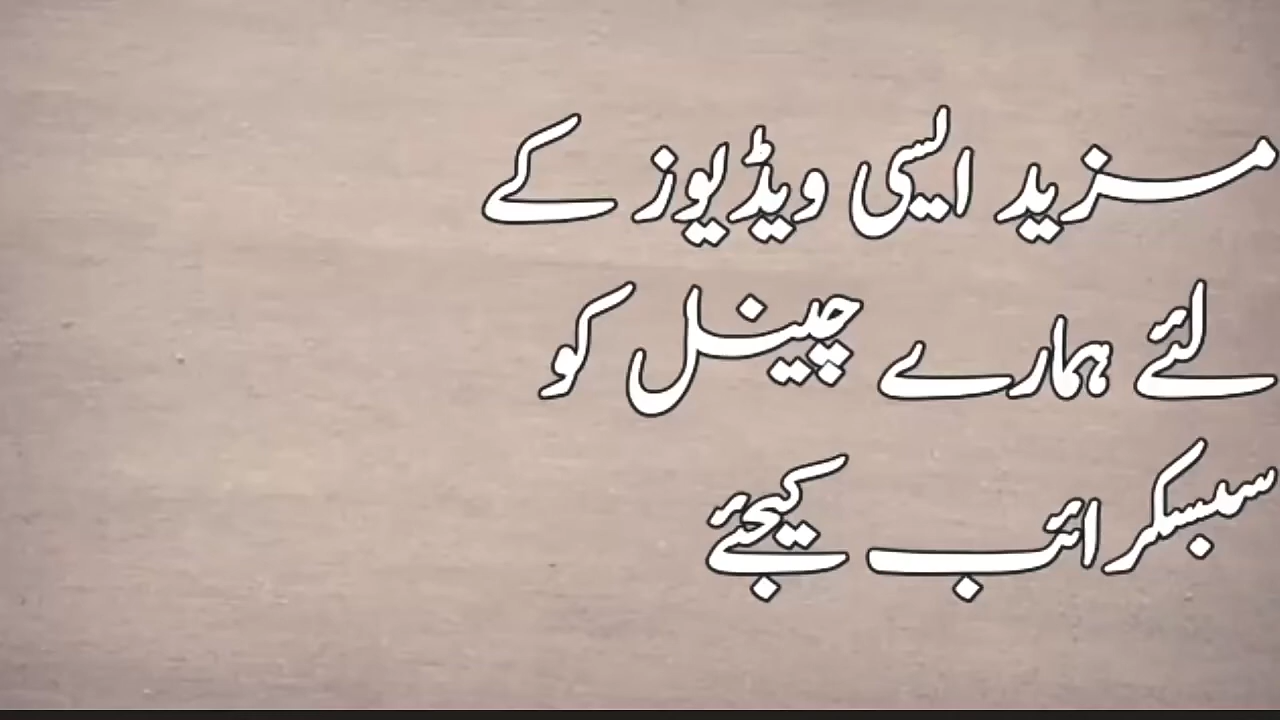 مزید ایسی ویڈیوز کے
لئے ہمارے چینل کو
سبسکرائب کیجئے